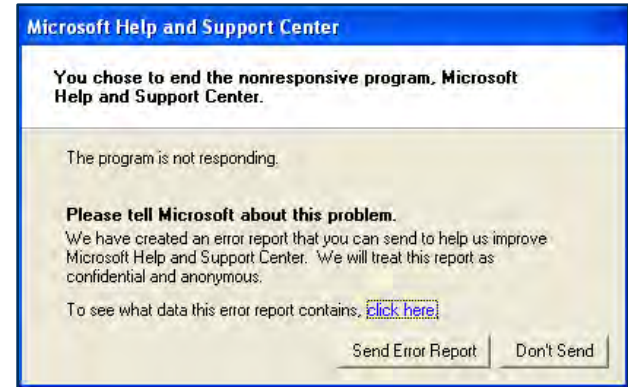 Microsoft Help and Support Center
You chose to end the nonresponsive program, Microsoft
Help and Support Center.
The program is not responding.
Please tell Microsoft about this problem.
We have created an error report that you can send to help us improve
Microsoft Help and Support Center. We will treat this report as
confidential and anonymous.
To see what data this error report contains, click here.
Send Error Report Don't Send